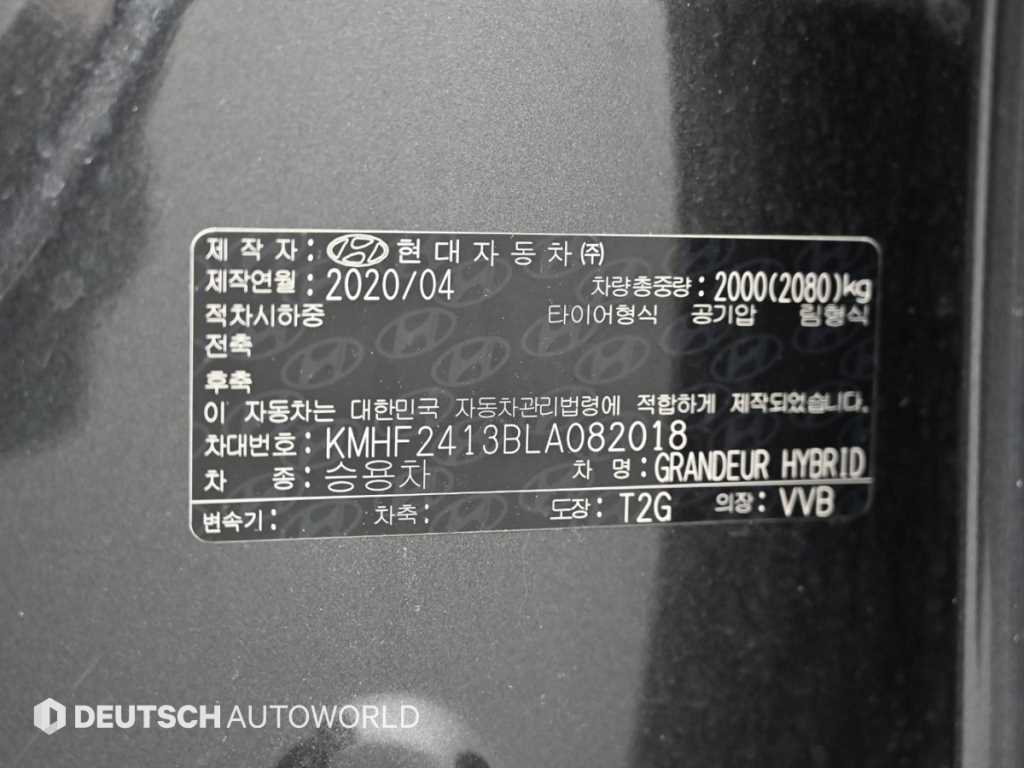 제 작 자 : 현대자동차㈜
제작연월 : 2020/04 차량총중량 : 2000(2080)kg
적차시하중 타이어형식 공기압 림형식
전축
후축
이 자동차는 대한민국 자동차관리법령에 적합하게 제작되었습니다.
차대번호 : KMHF2413BLA082018
차 종 : 승용차 차 명 : GRANDEUR HYBRID
변속기 : 차축 : 도장 : T2G 의장 : VVB
DEUTSCH AUTOWORLD